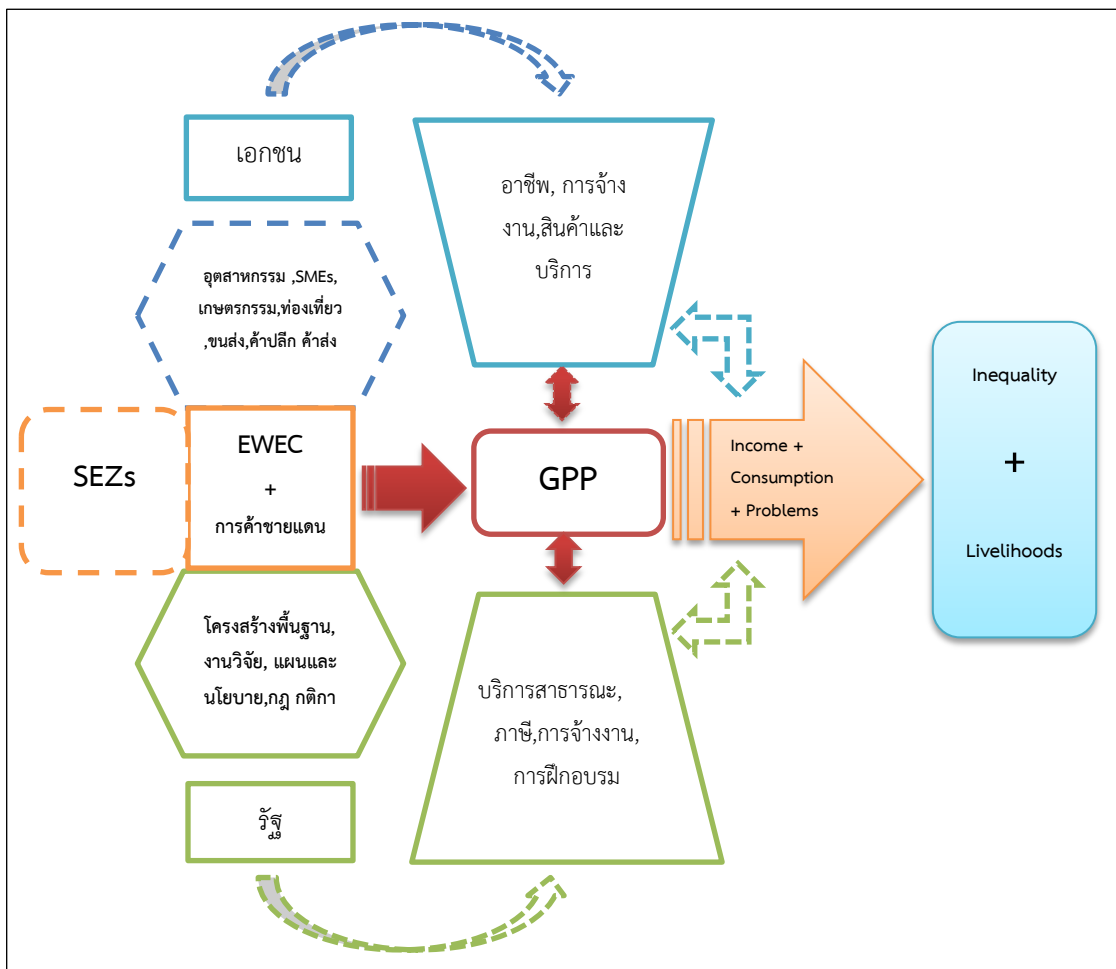 เอกชน
อาชีพ, การจ้าง
งาน,สินค้าและ
บริการ
อุตสาหกรรม ,SMEs,
เกษตรกรรม,ท่องเที่ยว
,ขนส่ง,ค้าปลีก ค้าส่ง
SEZs
EWEC
+
การค้าชายแดน
GPP
Income +
Consumption
+ Problems
Inequality
+
Livelihoods
โครงสร้างพื้นฐาน,
งานวิจัย, แผนและ
นโยบาย,กฎ กติกา
บริการสาธารณะ,
ภาษี,การจ้างงาน,
การฝึกอบรม
รัฐ